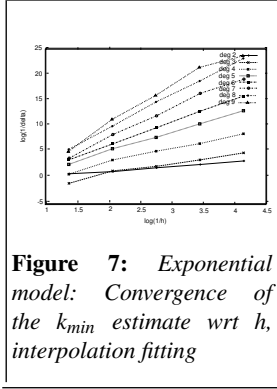 25
20
15
10
5
0
-5
1
1.5
2
2.5
3
3.5
4
4.5
log(1/delta)
log(1/h)
deg 2
deg 3
deg 4
deg 5
deg 6
deg 7
deg 8
deg 9
Figure 7: Exponential
model: Convergence of
the kmin estimate wrt h,
interpolation fitting